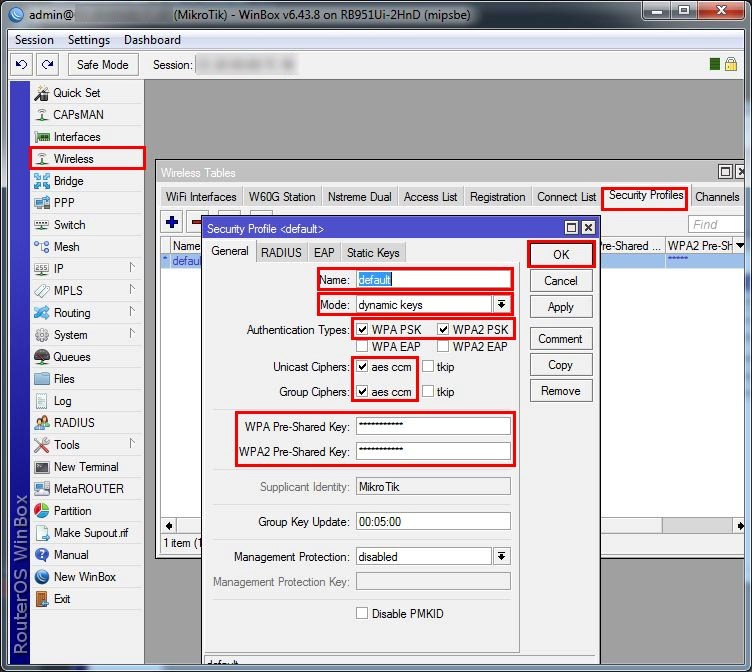 admin@ (MikroTik) - WinBox v6.43.8 on RB951Ui-2HnD (mipsbe)
Session Settings Dashboard
Safe Mode Session:
Quick Set
CAPsMAN
Interfaces
Wireless
Bridge
PPP
Switch
Mesh
IP
MPLS
Routing
System
Queues
Files
Log
RADIUS
Tools
New Terminal
MetaROUTER
Partition
Make Supout.rif
Manual
New WinBox
Exit
RouterOS WinBox
Wireless Tables
WiFi Interfaces W60G Station Nstreme Dual Access List Registration Connect List Security Profiles Channels
Find
Name re-Shared ... WPA2 Pre-Sh
* defau *****
1 item (1
Security Profile <default>
General RADIUS EAP Static Keys
Name: default
Mode: dynamic keys
Authentication Types: WPA PSK WPA2 PSK
WPA EAP WPA2 EAP
Unicast Ciphers: aes ccm tkip
Group Ciphers: aes ccm tkip
WPA Pre-Shared Key: ***********
WPA2 Pre-Shared Key: ***********
Supplicant Identity: MikroTik
Group Key Update: 00:05:00
Management Protection: disabled
Management Protection Key:
Disable PMKID
default
OK
Cancel
Apply
Comment
Copy
Remove